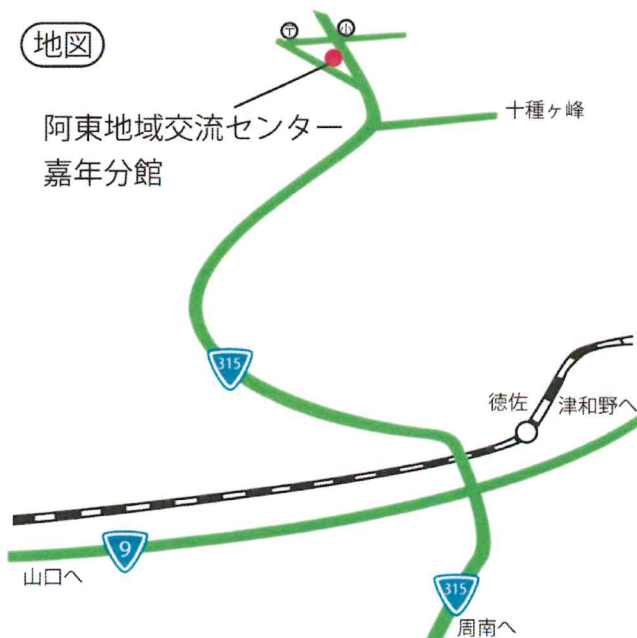 地図
〒
小
阿東地域交流センター
嘉年分館
十種ヶ峰
315
徳佐
津和野へ
9
山口へ
315
周南へ